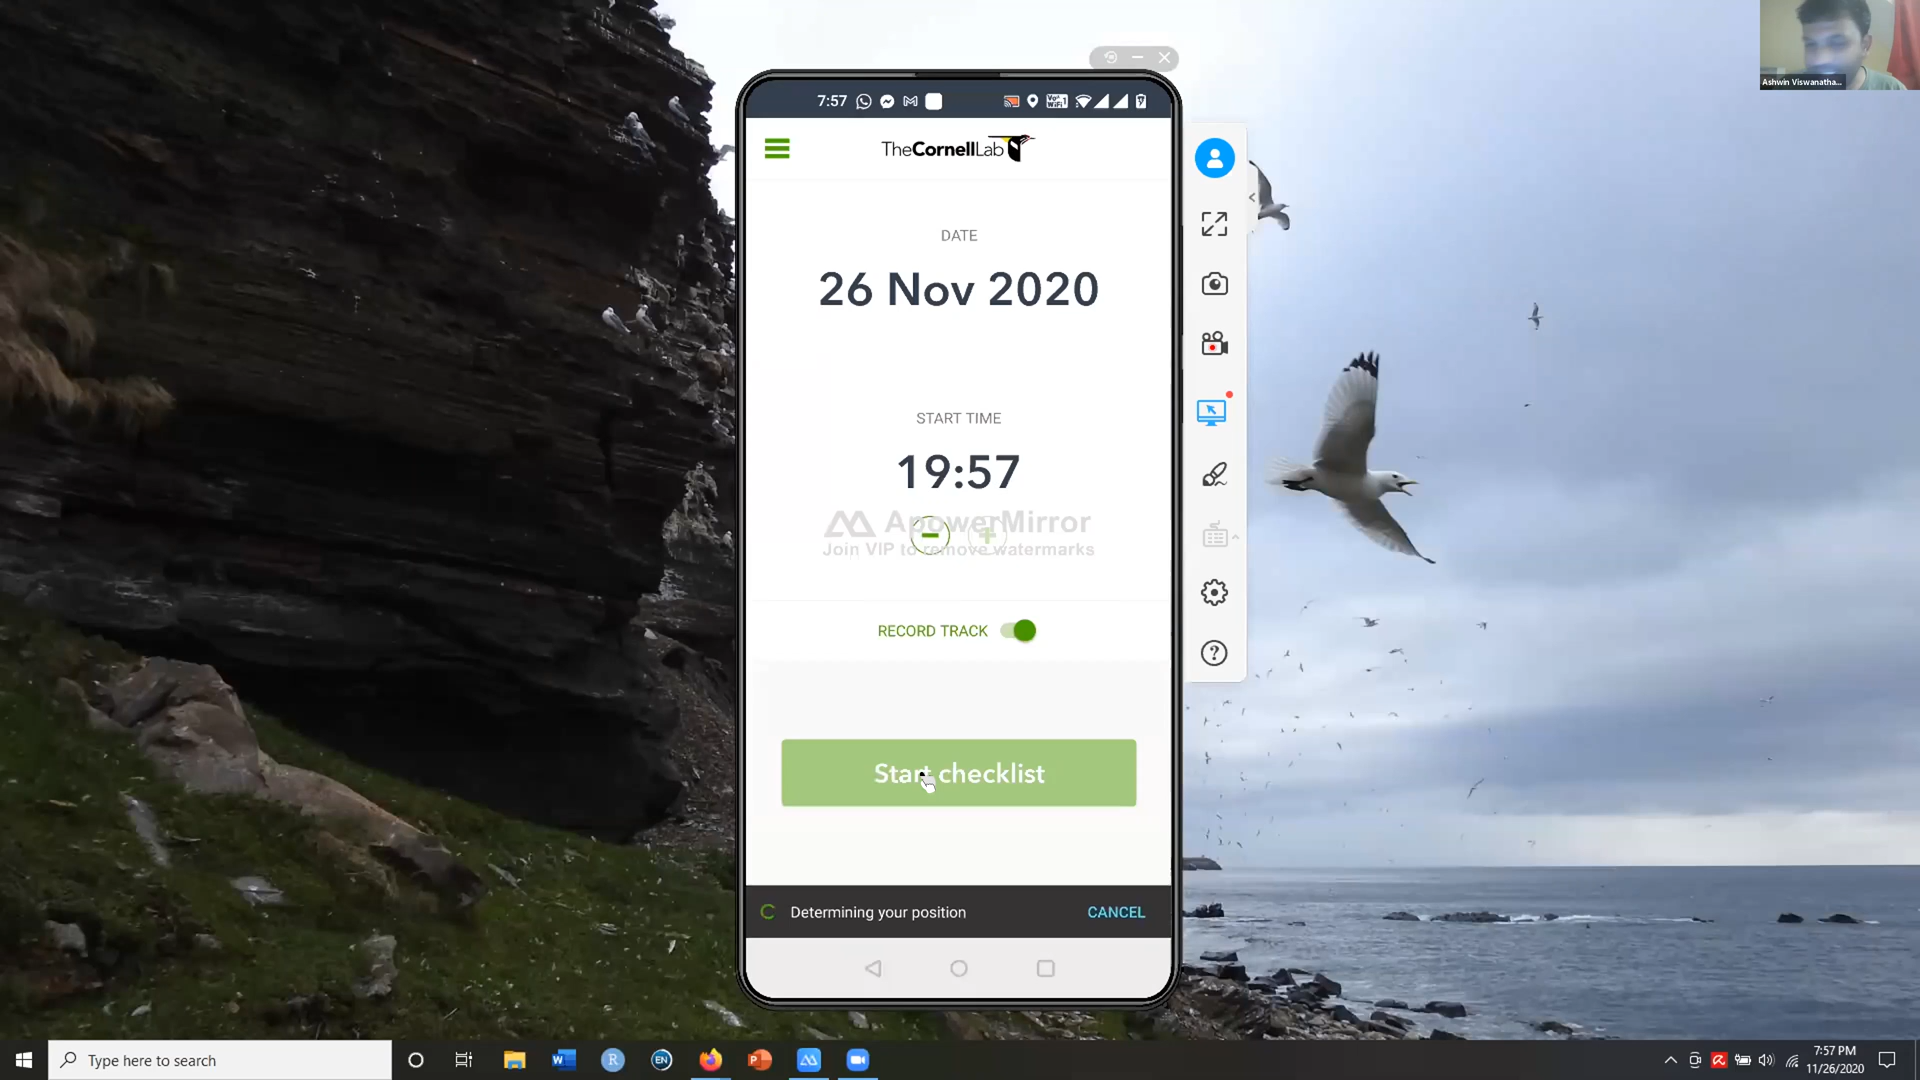 Ashwin Viswanatha...
7:57
TheCornellLab
DATE
26 Nov 2020
START TIME
19:57
ApowerMirror
Join VIP to remove watermarks
RECORD TRACK
Start checklist
Determining your position
CANCEL
Type here to search
7:57 PM
11/26/2020